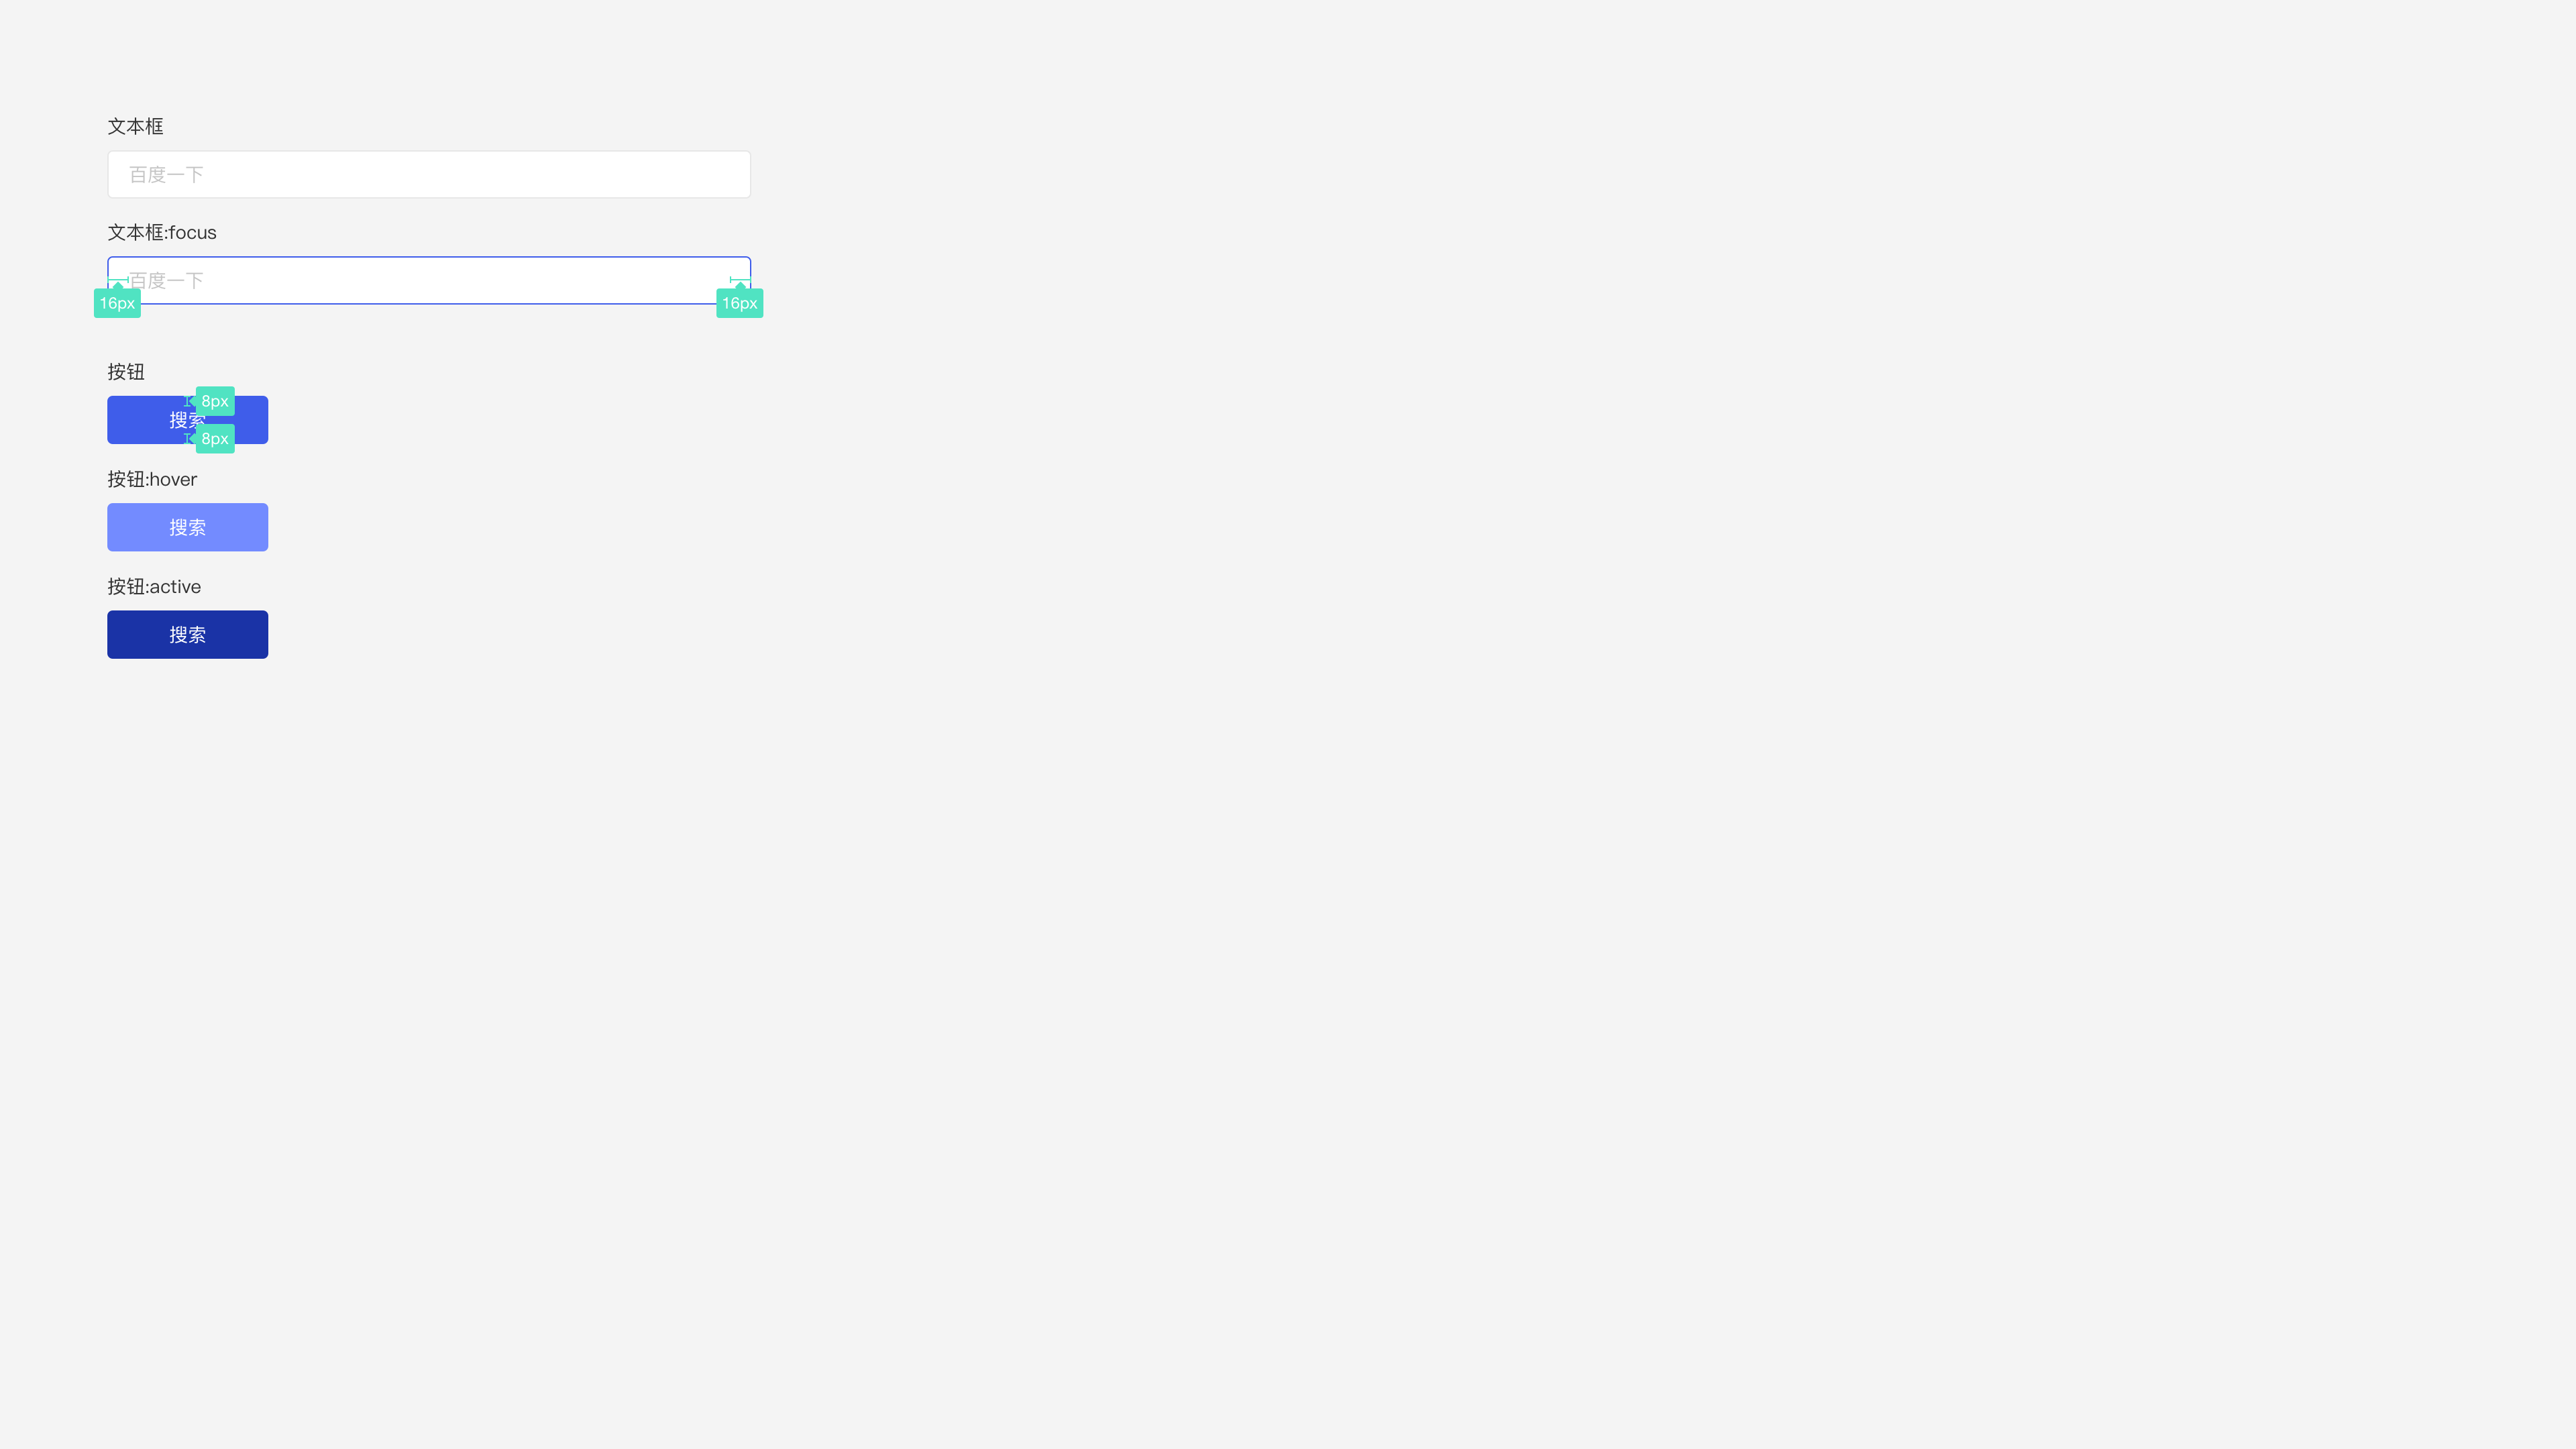 文本框
百度一下
文本框:focus
百度一下
16px
16px
按钮
8px
搜索
8px
按钮:hover
搜索
按钮:active
搜索